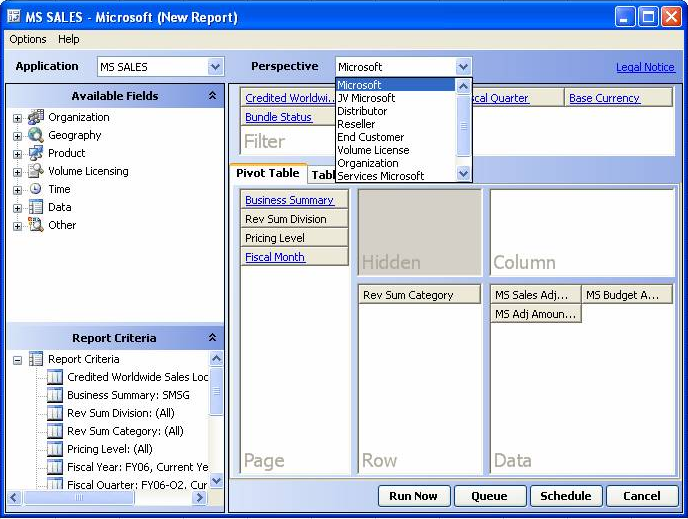 MS SALES - Microsoft (New Report)
Options Help
Application MS SALES Perspective Microsoft Legal Notice
Available Fields
Organization
Geography
Product
Volume Licensing
Time
Data
Other
Microsoft
JV Microsoft
Distributor
Reseller
End Customer
Volume License
Organization
Services Microsoft
Credited Worldwi... cal Quarter Base Currency
Bundle Status
Filter
Pivot Table Tabl
Business Summary
Rev Sum Division
Pricing Level
Fiscal Month
Hidden
Column
Rev Sum Category
MS Sales Adj... MS Budget A...
MS Adj Amoun...
Page
Row
Data
Report Criteria
Report Criteria
Credited Worldwide Sales Loc
Business Summary: SMSG
Rev Sum Division: (All)
Rev Sum Category: (All)
Pricing Level: (All)
Fiscal Year: FY06, Current Ye
Fiscal Quarter: FY06-Q2, Cur
Run Now Queue Schedule Cancel